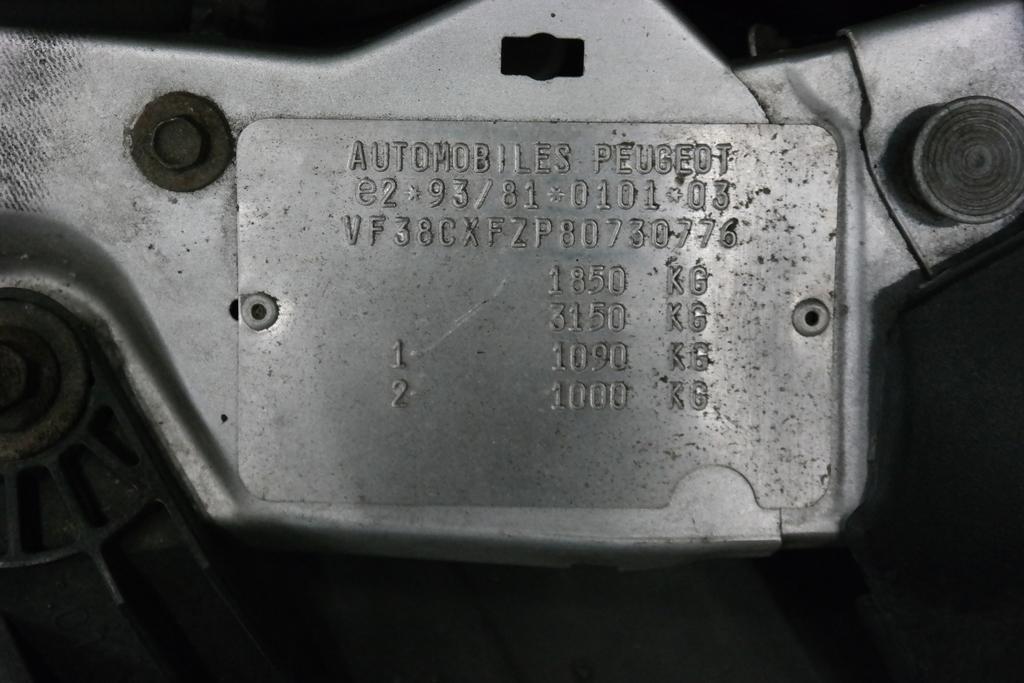 AUTOMOBILES PEUGEOT
e2*93/81*0101*03
VF38CXFZP80730776
1850 KG
3150 KG
1 1090 KG
2 1000 KG